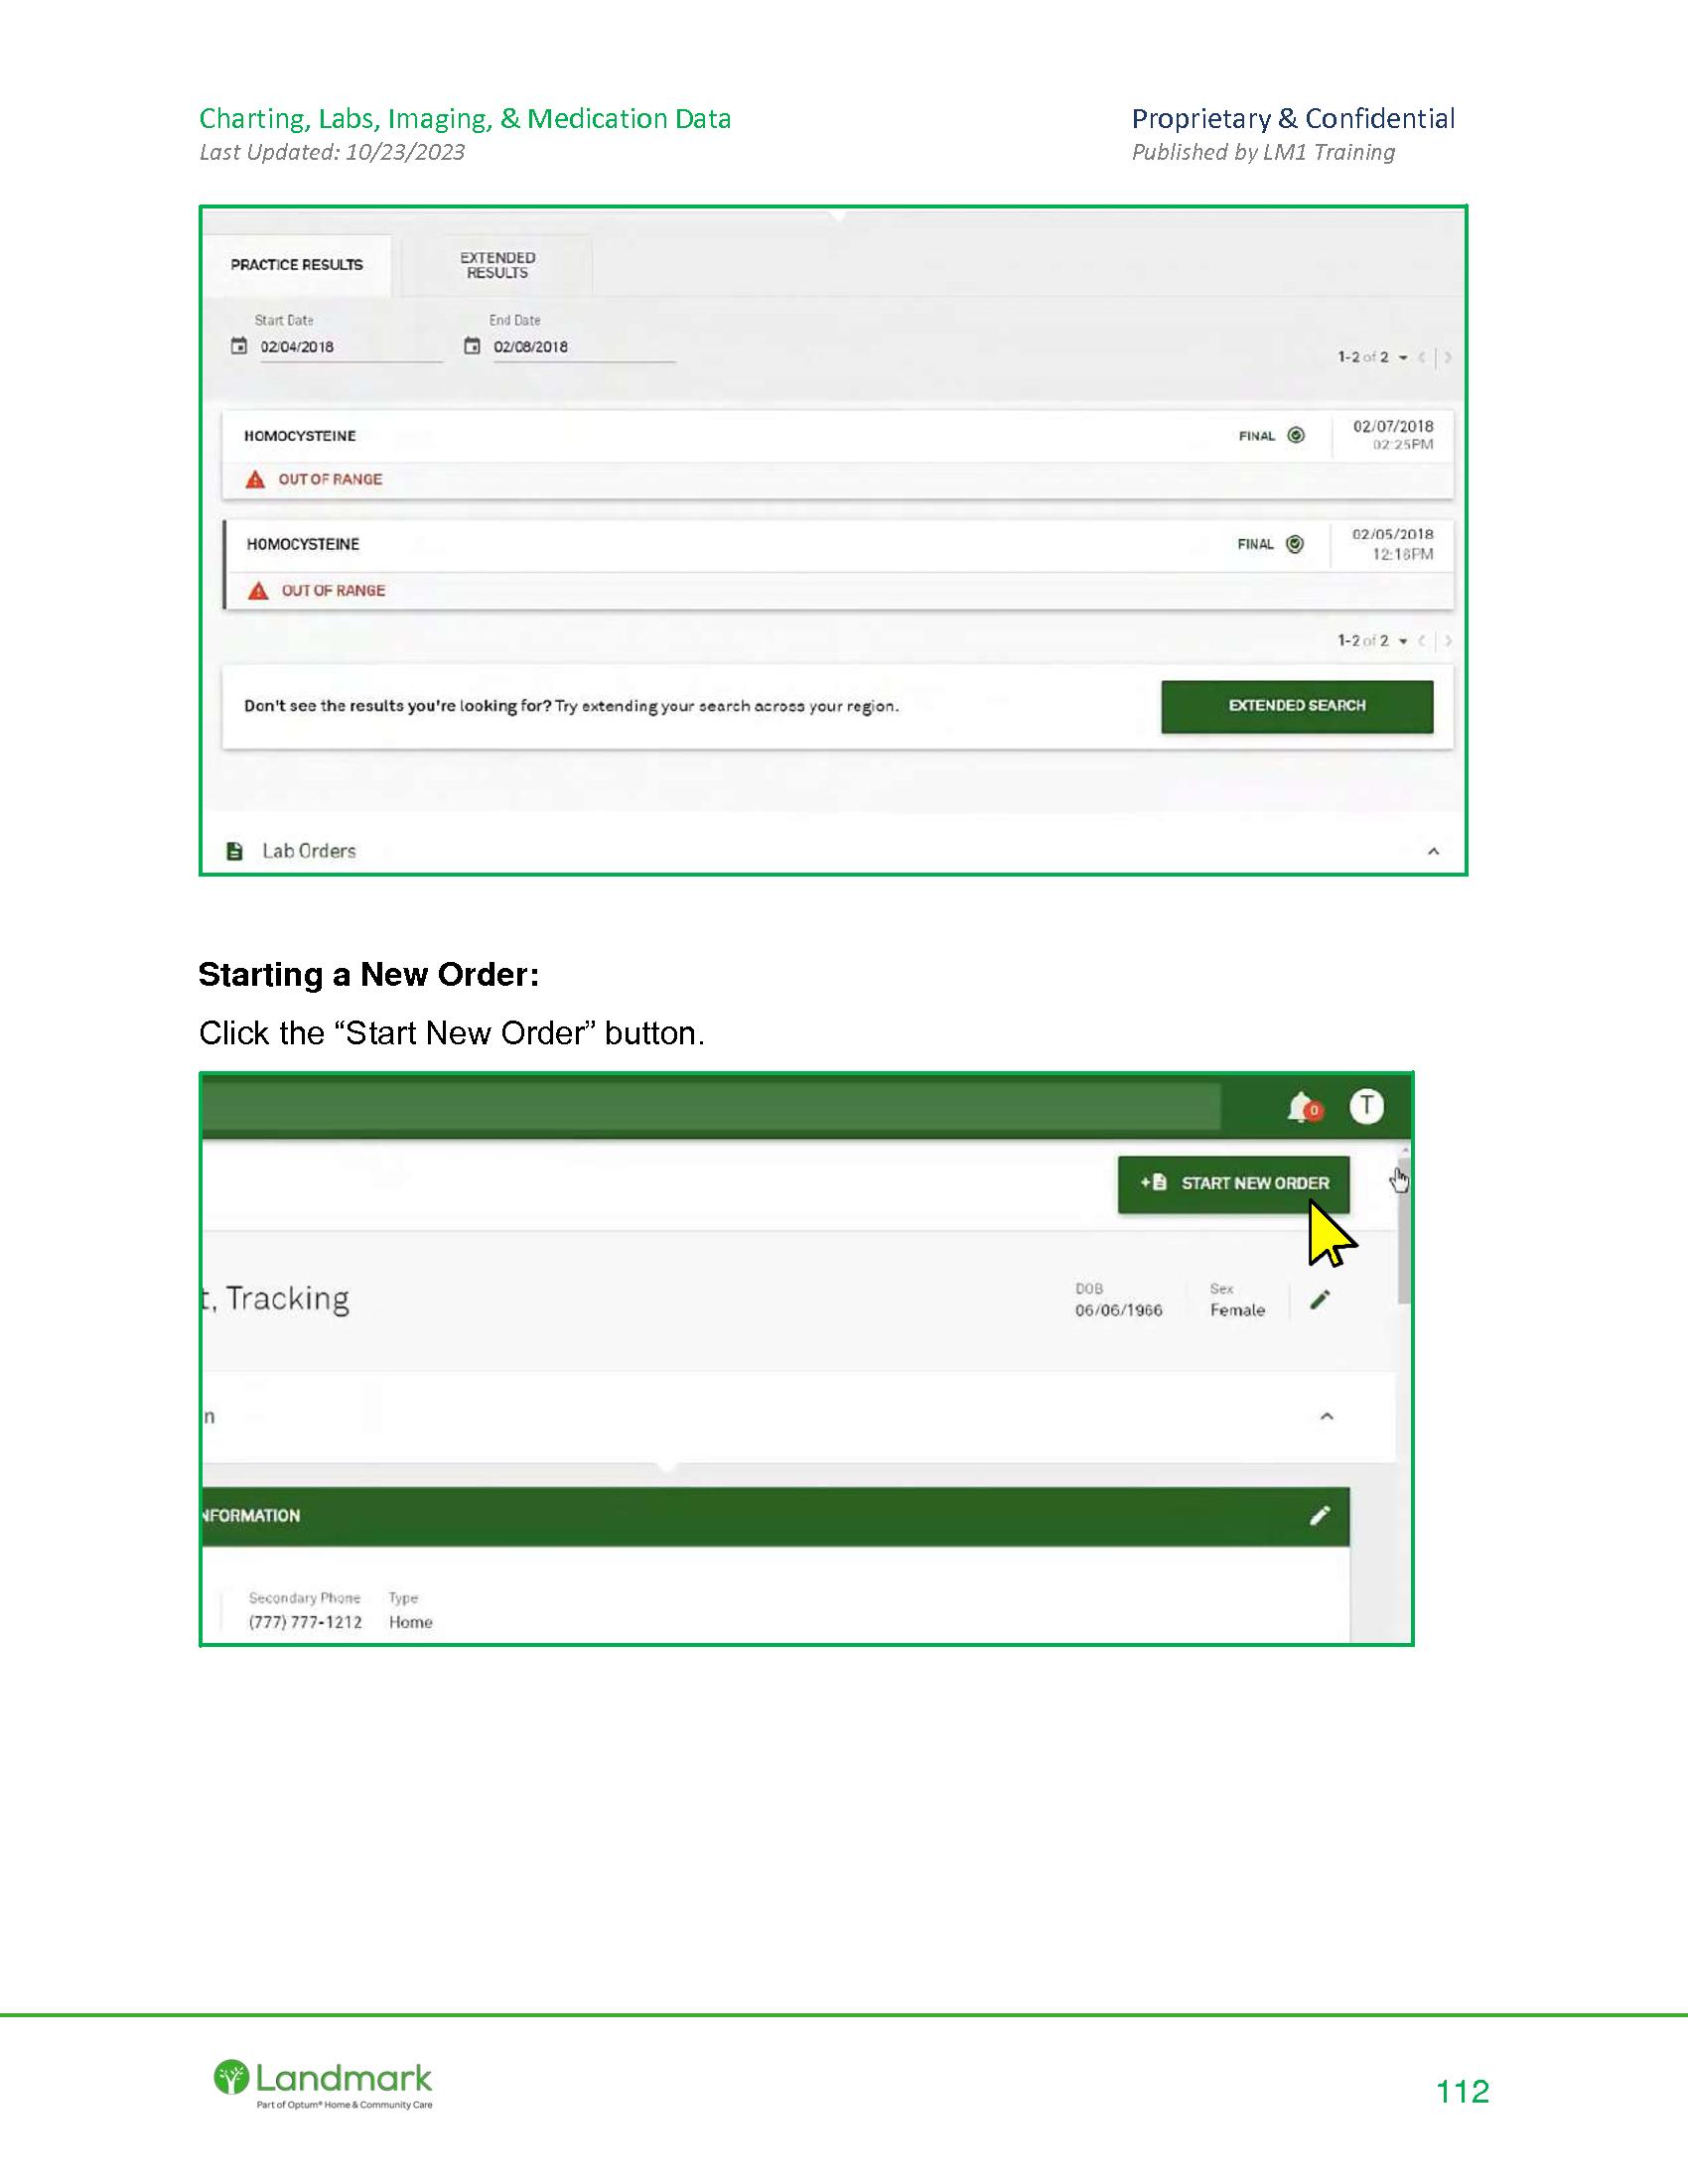 Charting, Labs, Imaging, & Medication Data
Last Updated: 10/23/2023
Proprietary & Confidential
Published by LM1 Training
PRACTICE RESULTS
EXTENDED
RESULTS
Start Date
02/04/2018
End Date
02/08/2018
1-2 of 2
HOMOCYSTEINE
FINAL
02/07/2018
02:25PM
OUT OF RANGE
HOMOCYSTEINE
FINAL
02/05/2018
12:16PM
OUT OF RANGE
1-2 of 2
Don't see the results you're looking for? Try extending your search across your region.
EXTENDED SEARCH
Lab Orders
Starting a New Order:
Click the “Start New Order” button.
0
T
START NEW ORDER
t, Tracking
DOB
06/06/1966
Sex
Female
n
NFORMATION
Secondary Phone Type
(777) 777-1212 Home
Landmark
Part of Optum® Home & Community Care
112